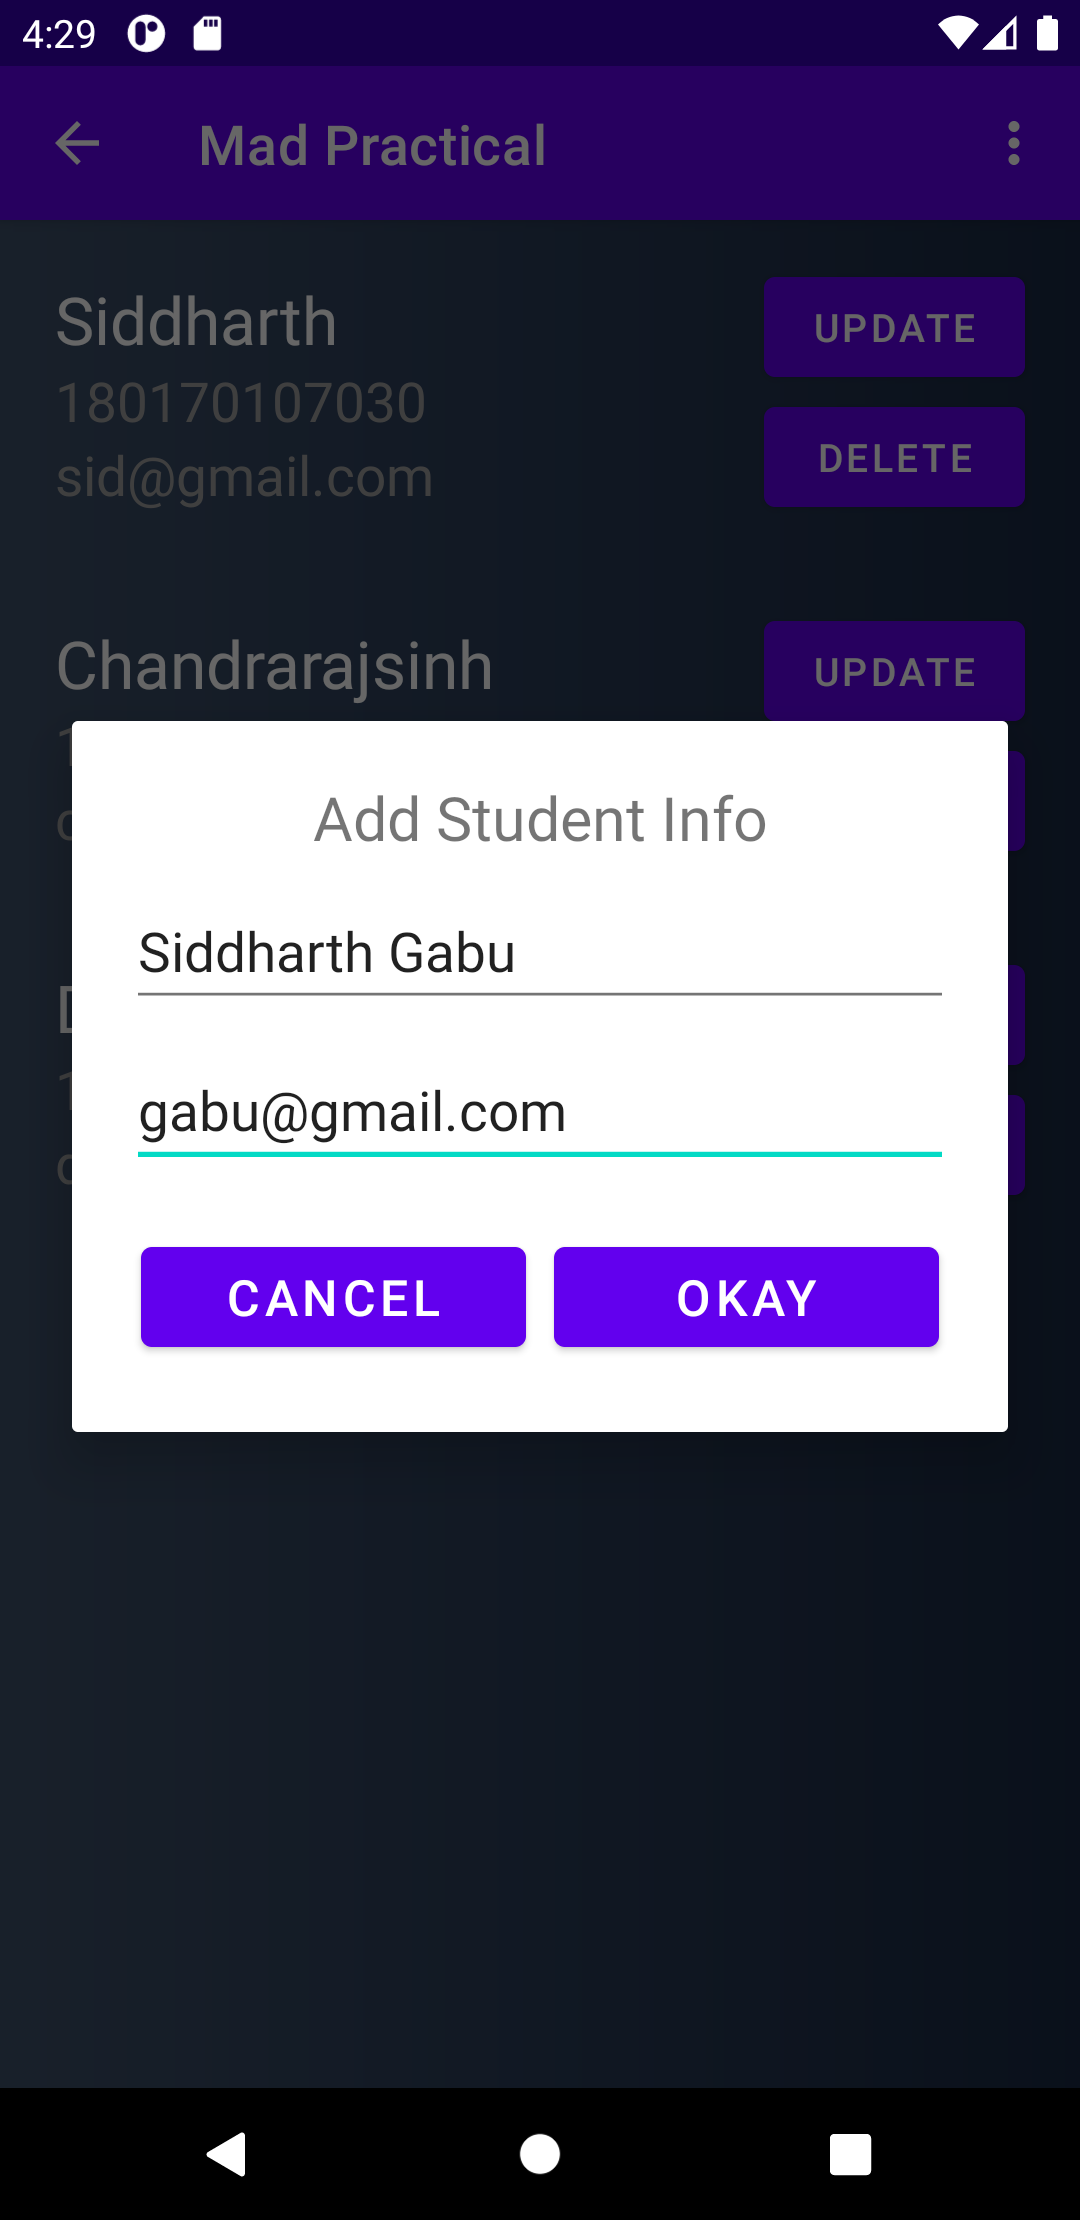 4:29
Mad Practical
Siddharth
UPDATE
180170107030
DELETE
sid@gmail.com
Chandrarajsinh
UPDATE
Add Student Info
Siddharth Gabu
gabu@gmail.com
CANCEL
OKAY